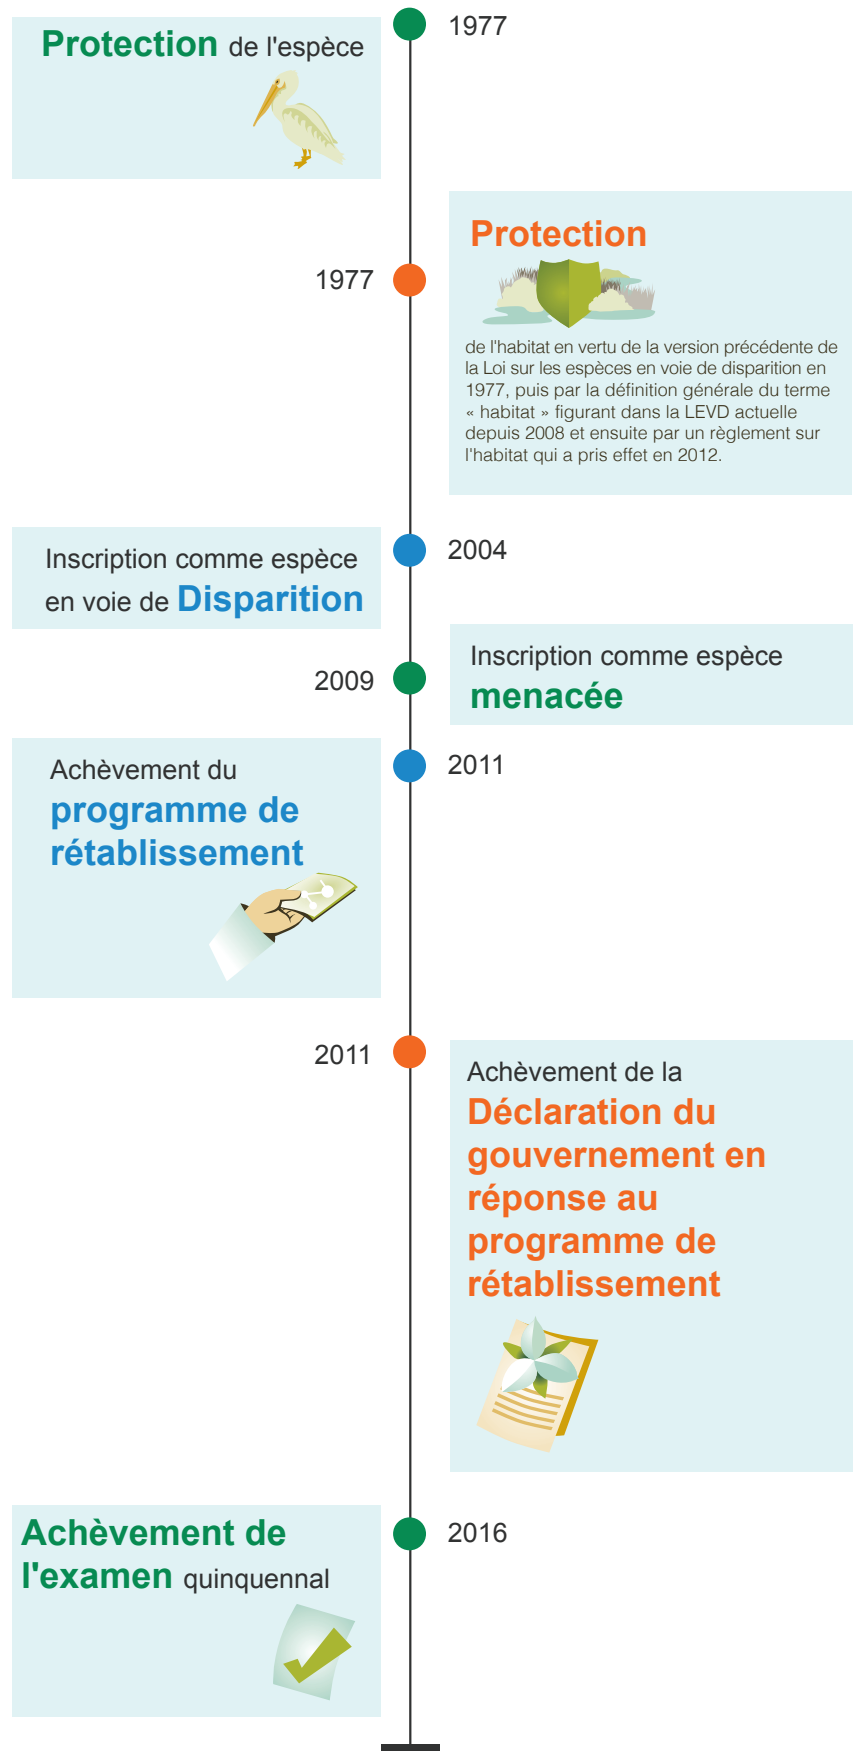 Protection de l'espèce
1977
1977
Protection
de l'habitat en vertu de la version précédente de
la Loi sur les espèces en voie de disparition en
1977, puis par la définition générale du terme
« habitat » figurant dans la LEVD actuelle
depuis 2008 et ensuite par un règlement sur
l'habitat qui a pris effet en 2012.
Inscription comme espèce
en voie de Disparition
2004
2009
Inscription comme espèce
menacée
Achèvement du
programme de
rétablissement
2011
2011
Achèvement de la
Déclaration du
gouvernement en
réponse au
programme de
rétablissement
Achèvement de
l'examen quinquennal
2016